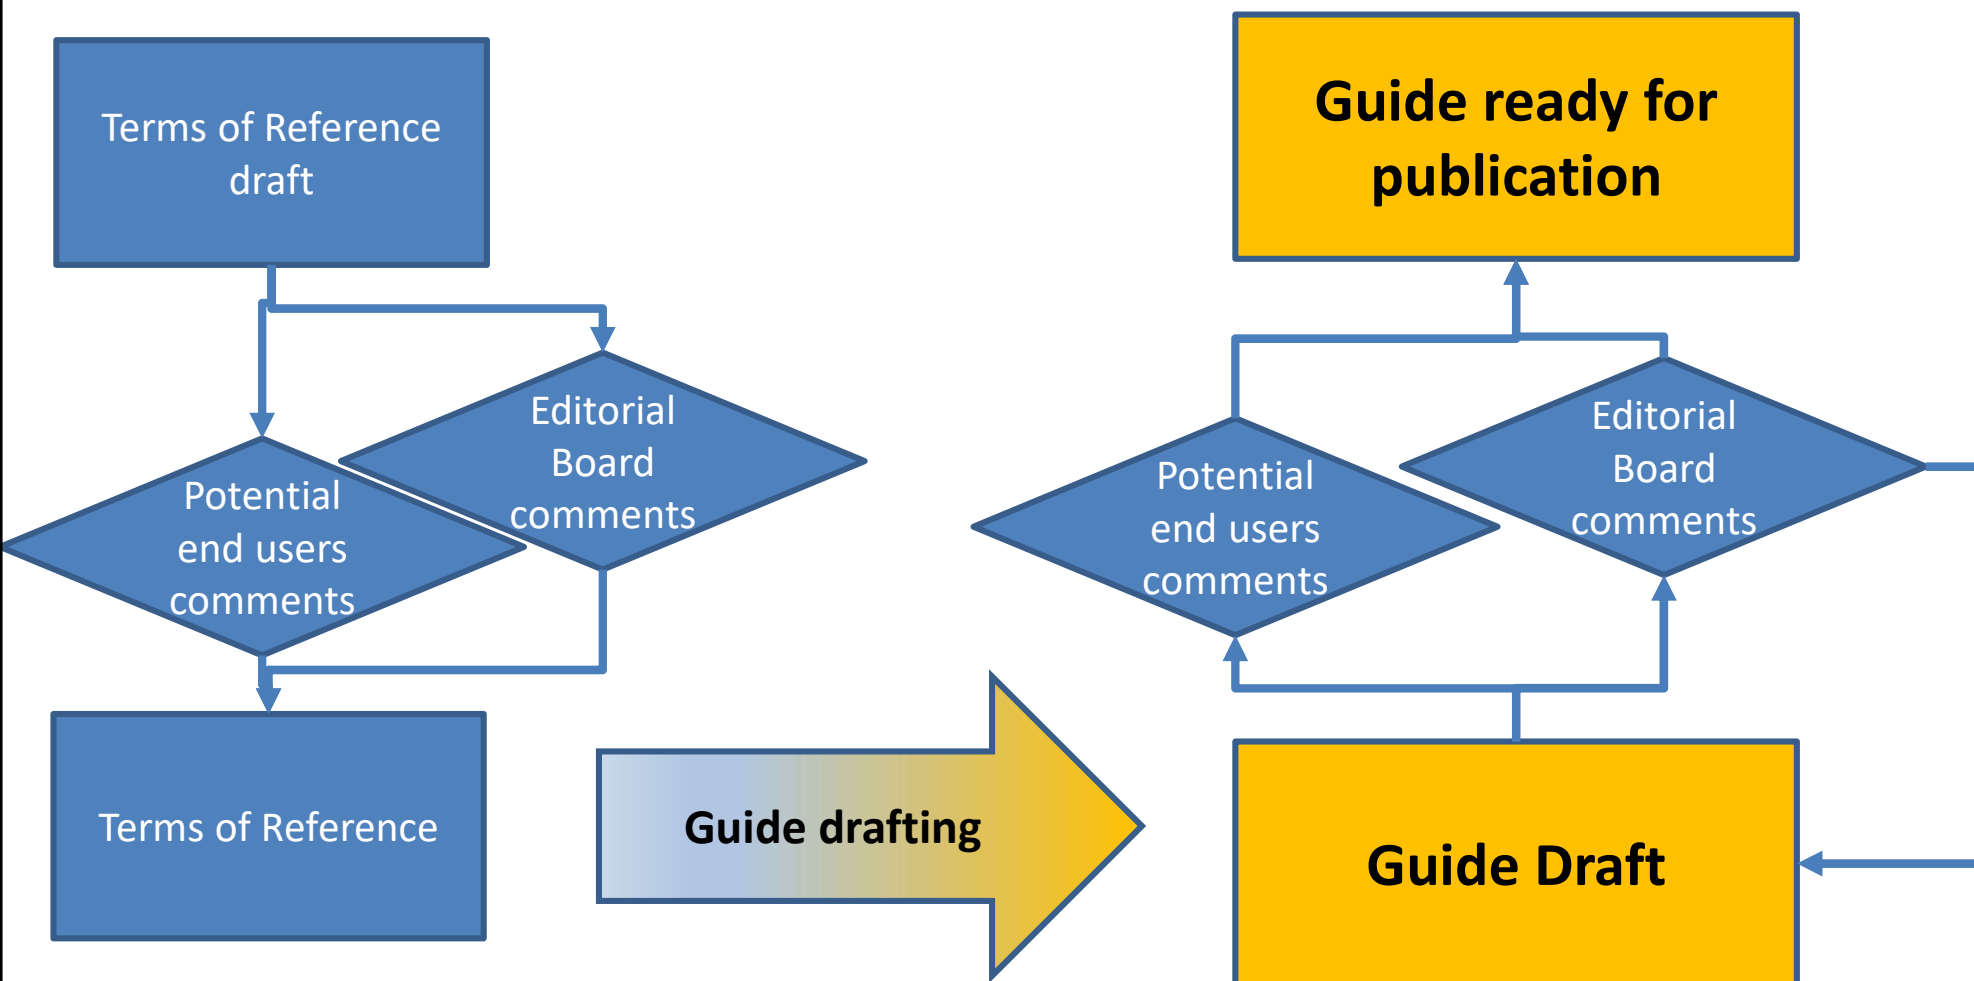 Terms of Reference
draft
Editorial
Board
comments
Potential
end users
comments
Terms of Reference
Guide drafting
Guide ready for
publication
Editorial
Board
comments
Potential
end users
comments
Guide Draft